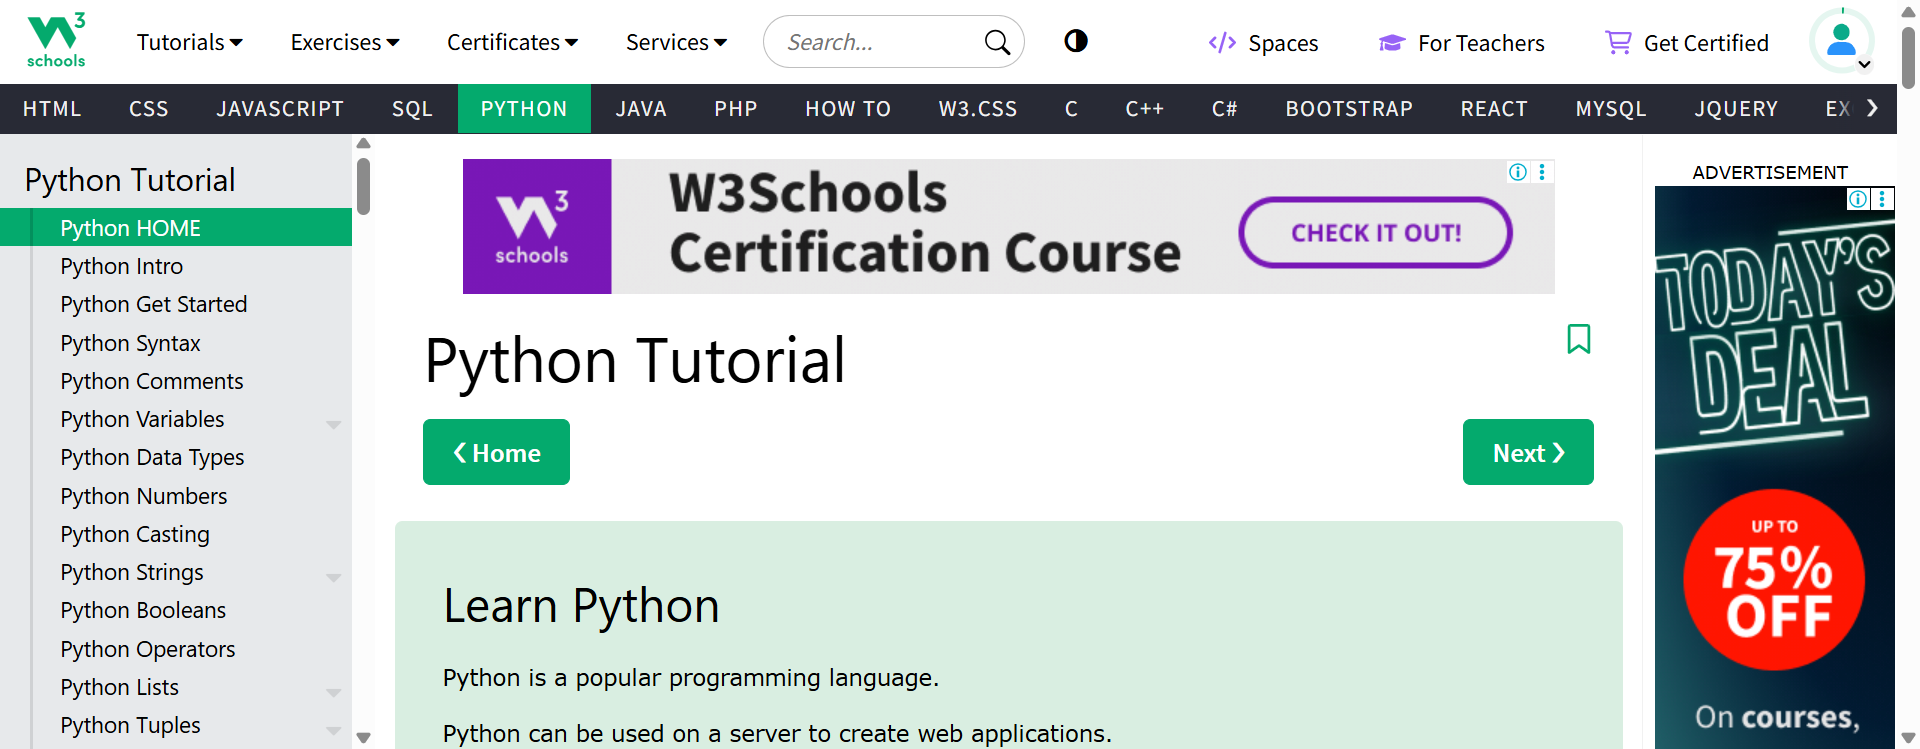 W3 schools
Tutorials Exercises Certificates Services Search... Spaces For Teachers Get Certified
HTML CSS JAVASCRIPT SQL PYTHON JAVA PHP HOW TO W3.CSS C C++ C# BOOTSTRAP REACT MYSQL JQUERY EX
Python Tutorial
Python HOME
Python Intro
Python Get Started
Python Syntax
Python Comments
Python Variables
Python Data Types
Python Numbers
Python Casting
Python Strings
Python Booleans
Python Operators
Python Lists
Python Tuples
W3 schools
W3Schools
Certification Course
CHECK IT OUT!
Python Tutorial
❮ Home
Next ❯
Learn Python
Python is a popular programming language.
Python can be used on a server to create web applications.
ADVERTISEMENT
TODAY'S
DEAL
UP TO
75%
OFF
On courses,